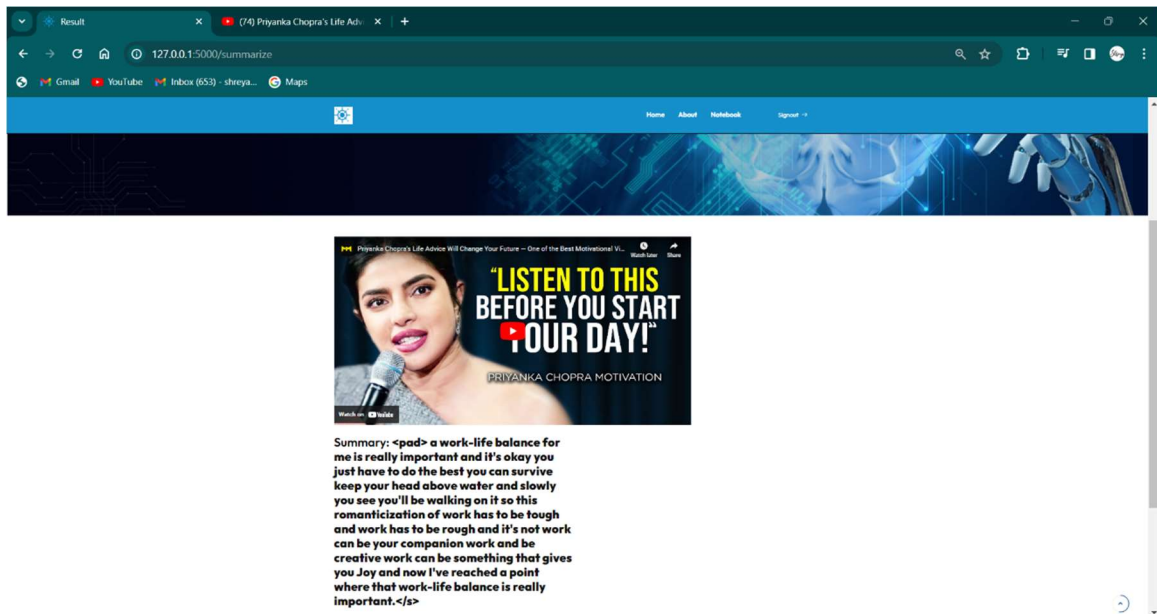 Result
(74) Priyanka Chopra's Life Advi
127.0.0.1:5000/summarize
Gmail YouTube Inbox (653) - shreya... Maps
Home About Notebook Signout →
Priyanka Chopra's Life Advice Will Change Your Future – One of the Best Motivational Vi...
Watch later Share
“LISTEN TO THIS
BEFORE YOU START
YOUR DAY!”
PRIYANKA CHOPRA MOTIVATION
Watch on YouTube
Summary: <pad> a work-life balance for
me is really important and it's okay you
just have to do the best you can survive
keep your head above water and slowly
you see you'll be walking on it so this
romanticization of work has to be tough
and work has to be rough and it's not work
can be your companion work and be
creative work can be something that gives
you Joy and now I've reached a point
where that work-life balance is really
important.</s>